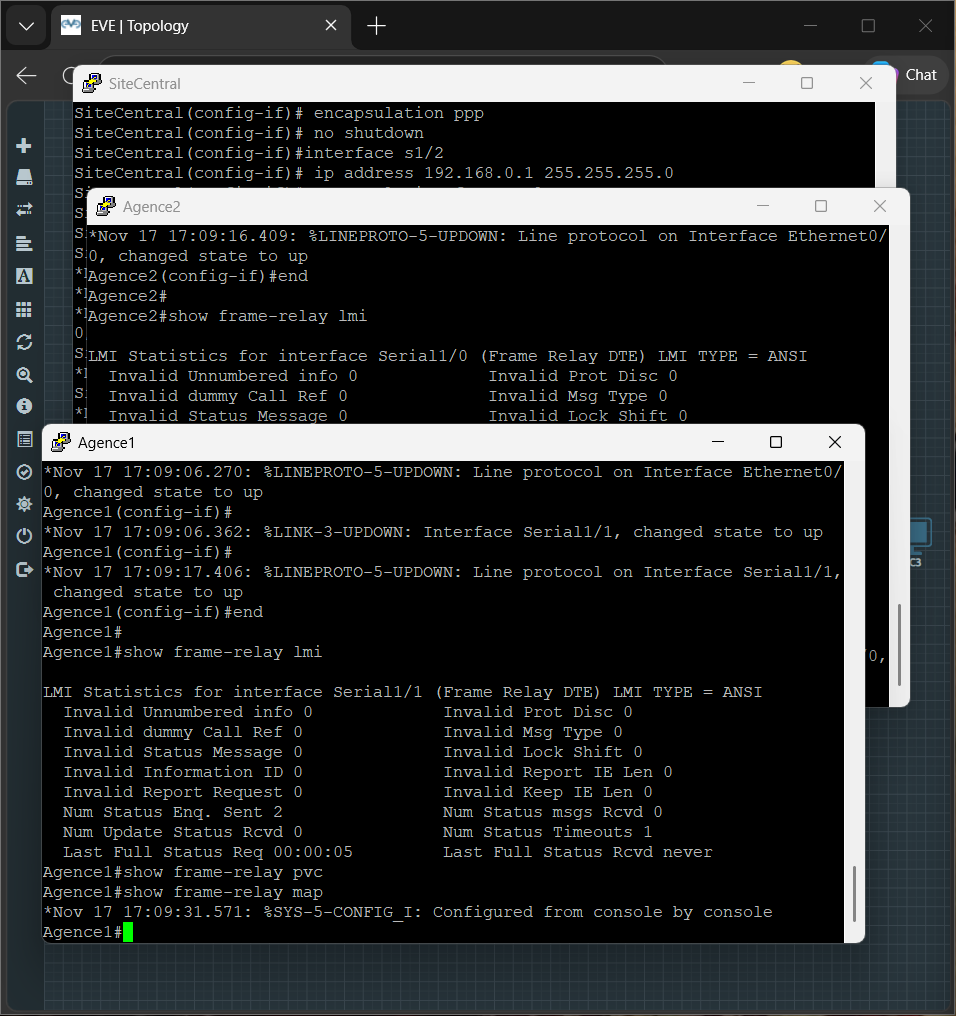 EVE | Topology
Chat
SiteCentral
SiteCentral(config-if)# encapsulation ppp
SiteCentral(config-if)# no shutdown
SiteCentral(config-if)#interface s1/2
SiteCentral(config-if)# ip address 192.168.0.1 255.255.255.0
Agence2
*Nov 17 17:09:16.409: %LINEPROTO-5-UPDOWN: Line protocol on Interface Ethernet0/
0, changed state to up
Agence2(config-if)#end
Agence2#
Agence2#show frame-relay lmi
LMI Statistics for interface Serial1/0 (Frame Relay DTE) LMI TYPE = ANSI
Invalid Unnumbered info 0 Invalid Prot Disc 0
Invalid dummy Call Ref 0 Invalid Msg Type 0
Invalid Status Message 0 Invalid Lock Shift 0
Agence1
*Nov 17 17:09:06.270: %LINEPROTO-5-UPDOWN: Line protocol on Interface Ethernet0/
0, changed state to up
Agence1(config-if)#
*Nov 17 17:09:06.362: %LINK-3-UPDOWN: Interface Serial1/1, changed state to up
Agence1(config-if)#
*Nov 17 17:09:17.406: %LINEPROTO-5-UPDOWN: Line protocol on Interface Serial1/1,
changed state to up
Agence1(config-if)#end
Agence1#
Agence1#show frame-relay lmi
LMI Statistics for interface Serial1/1 (Frame Relay DTE) LMI TYPE = ANSI
Invalid Unnumbered info 0 Invalid Prot Disc 0
Invalid dummy Call Ref 0 Invalid Msg Type 0
Invalid Status Message 0 Invalid Lock Shift 0
Invalid Information ID 0 Invalid Report IE Len 0
Invalid Report Request 0 Invalid Keep IE Len 0
Num Status Enq. Sent 2 Num Status msgs Rcvd 0
Num Update Status Rcvd 0 Num Status Timeouts 1
Last Full Status Req 00:00:05 Last Full Status Rcvd never
Agence1#show frame-relay pvc
Agence1#show frame-relay map
*Nov 17 17:09:31.571: %SYS-5-CONFIG_I: Configured from console by console
Agence1#
/0,
C3